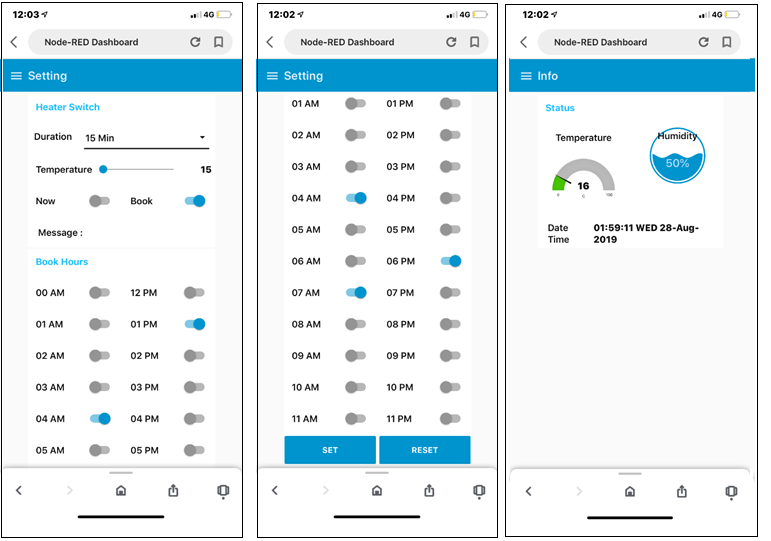 12:03
4G
Node-RED Dashboard
Setting
Heater Switch
Duration 15 Min
Temperature 15
Now Book
Message :
Book Hours
00 AM 12 PM
01 AM 01 PM
02 AM 02 PM
03 AM 03 PM
04 AM 04 PM
05 AM 05 PM
12:02
4G
Node-RED Dashboard
Setting
01 AM 01 PM
02 AM 02 PM
03 AM 03 PM
04 AM 04 PM
05 AM 05 PM
06 AM 06 PM
07 AM 07 PM
08 AM 08 PM
09 AM 09 PM
10 AM 10 PM
11 AM 11 PM
SET RESET
12:02
4G
Node-RED Dashboard
Info
Status
Temperature Humidity
50%
16
Date Time 01:59:11 WED 28-Aug-
2019